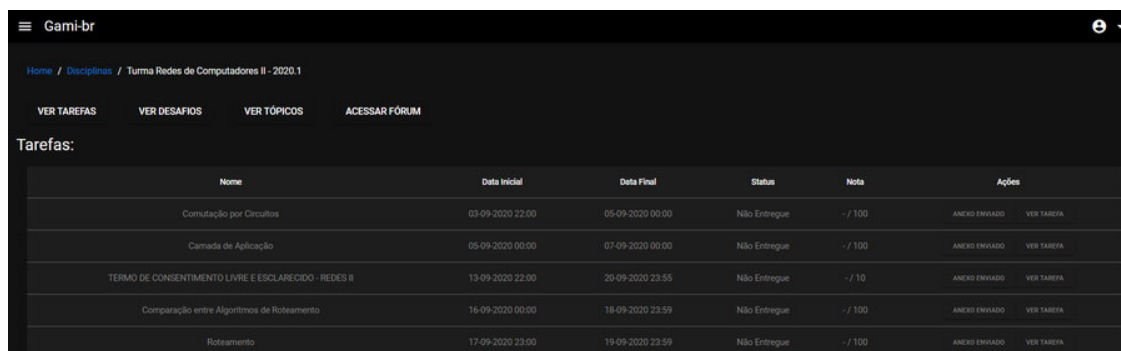 Gami-br
Home / Disciplinas / Turma Redes de Computadores II - 2020.1
VER TAREFAS VER DESAFIOS VER TÓPICOS ACESSAR FÓRUM
Tarefas:
Nome Data Inicial Data Final Status Nota Ações
Comutação por Circuitos 03-09-2020 22:00 05-09-2020 00:00 Não Entregue - / 100 ANEXO ENVIADO VER TAREFA
Camada de Aplicação 05-09-2020 00:00 07-09-2020 00:00 Não Entregue - / 100 ANEXO ENVIADO VER TAREFA
TERMO DE CONSENTIMENTO LIVRE E ESCLARECIDO - REDES II 13-09-2020 22:00 20-09-2020 23:55 Não Entregue - / 10 ANEXO ENVIADO VER TAREFA
Comparação entre Algoritmos de Roteamento 16-09-2020 00:00 18-09-2020 23:59 Não Entregue - / 100 ANEXO ENVIADO VER TAREFA
Roteamento 17-09-2020 23:00 19-09-2020 23:59 Não Entregue - / 100 ANEXO ENVIADO VER TAREFA